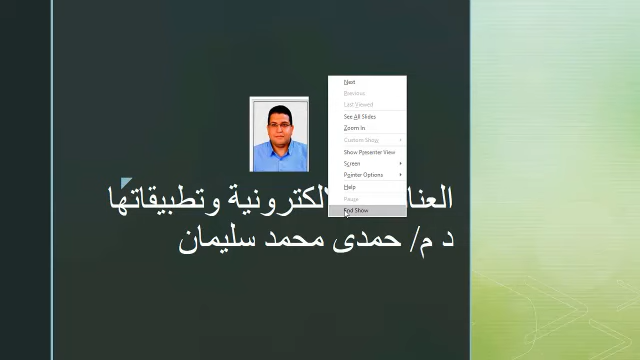 Next
Previous
Last Viewed
See All Slides
Zoom In
Custom Show
Show Presenter View
Screen
Pointer Options
Help
Pause
End Show
لكترونية وتطبيقاتها
د م/ حمدى محمد سليمان